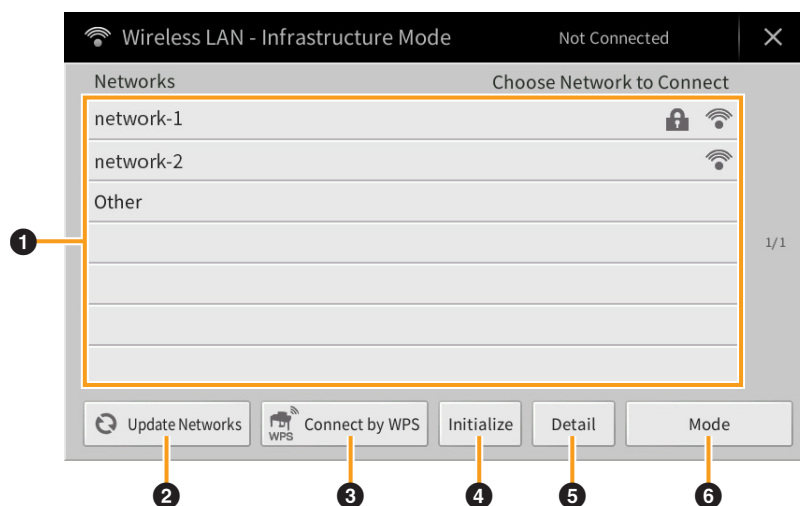 Wireless LAN - Infrastructure Mode Not Connected
Networks Choose Network to Connect
network-1
network-2
Other
1
1/1
Update Networks WPS Connect by WPS Initialize Detail Mode
2 3 4 5 6